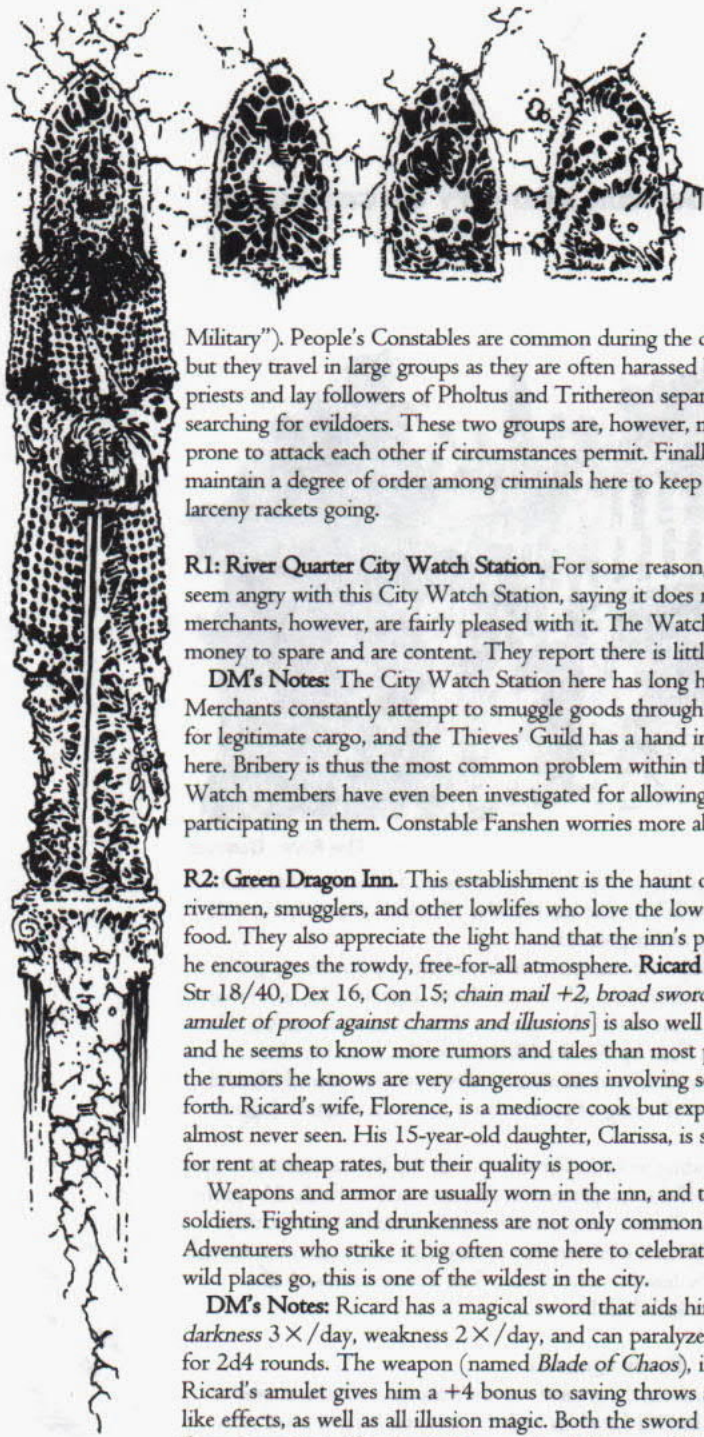 Military”). People’s Constables are common during the
but they travel in large groups as they are often harassed
priests and lay followers of Pholtus and Trithereon
searching for evildoers. These two groups are, however,
prone to attack each other if circumstances permit.
maintain a degree of order among criminals here to keep
larceny rackets going.
R1: River Quarter City Watch Station. For some reason,
seem angry with this City Watch Station, saying it does
merchants, however, are fairly pleased with it. The
money to spare and are content. They report there is
DM’s Notes: The City Watch Station here has long
Merchants constantly attempt to smuggle goods through
for legitimate cargo, and the Thieves’ Guild has a hand
here. Bribery is thus the most common problem within
Watch members have even been investigated for allowing
participating in them. Constable Fanshen worries more
R2: Green Dragon Inn. This establishment is the haunt
rivermen, smugglers, and other lowlifes who love the low
food. They also appreciate the light hand that the inn’s
he encourages the rowdy, free-for-all atmosphere. Ricard
Str 18/40, Dex 16, Con 15; chain mail +2, broad sword
amulet of proof against charms and illusions] is also well
and he seems to know more rumors and tales than most
the rumors he knows are very dangerous ones involving
forth. Ricard’s wife, Florence, is a mediocre cook but
almost never seen. His 15-year-old daughter, Clarissa, is
for rent at cheap rates, but their quality is poor.
Weapons and armor are usually worn in the inn, and
soldiers. Fighting and drunkenness are not only common
Adventurers who strike it big often come here to
wild places go, this is one of the wildest in the city.
DM’s Notes: Ricard has a magical sword that aids
darkness 3×/day, weakness 2×/day, and can paralyze
for 2d4 rounds. The weapon (named Blade of Chaos),
Ricard’s amulet gives him a +4 bonus to saving throws
like effects, as well as all illusion magic. Both the sword